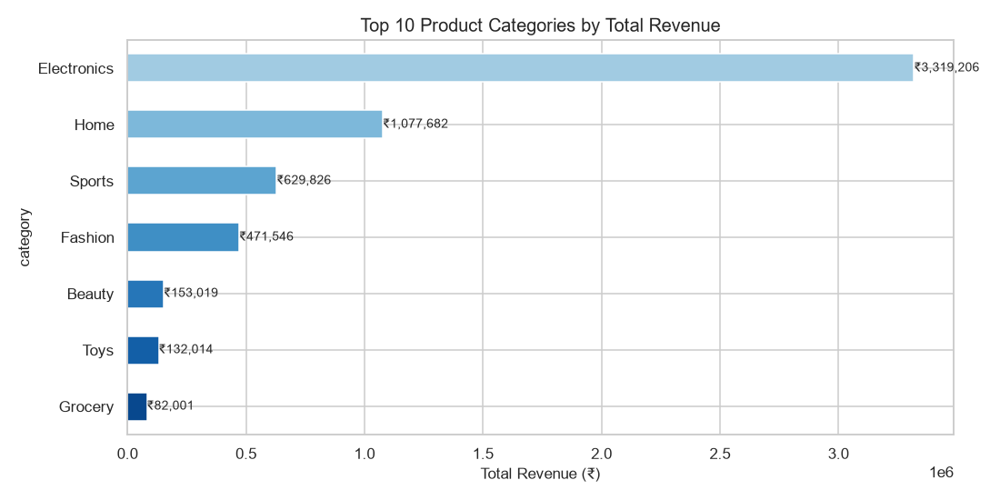 Top 10 Product Categories by Total Revenue
Electronics ₹3,319,206
Home ₹1,077,682
Sports ₹629,826
Fashion ₹471,546
Beauty ₹153,019
Toys ₹132,014
Grocery ₹82,001
category
0.0 0.5 1.0 1.5 2.0 2.5 3.0
Total Revenue (₹)
1e6